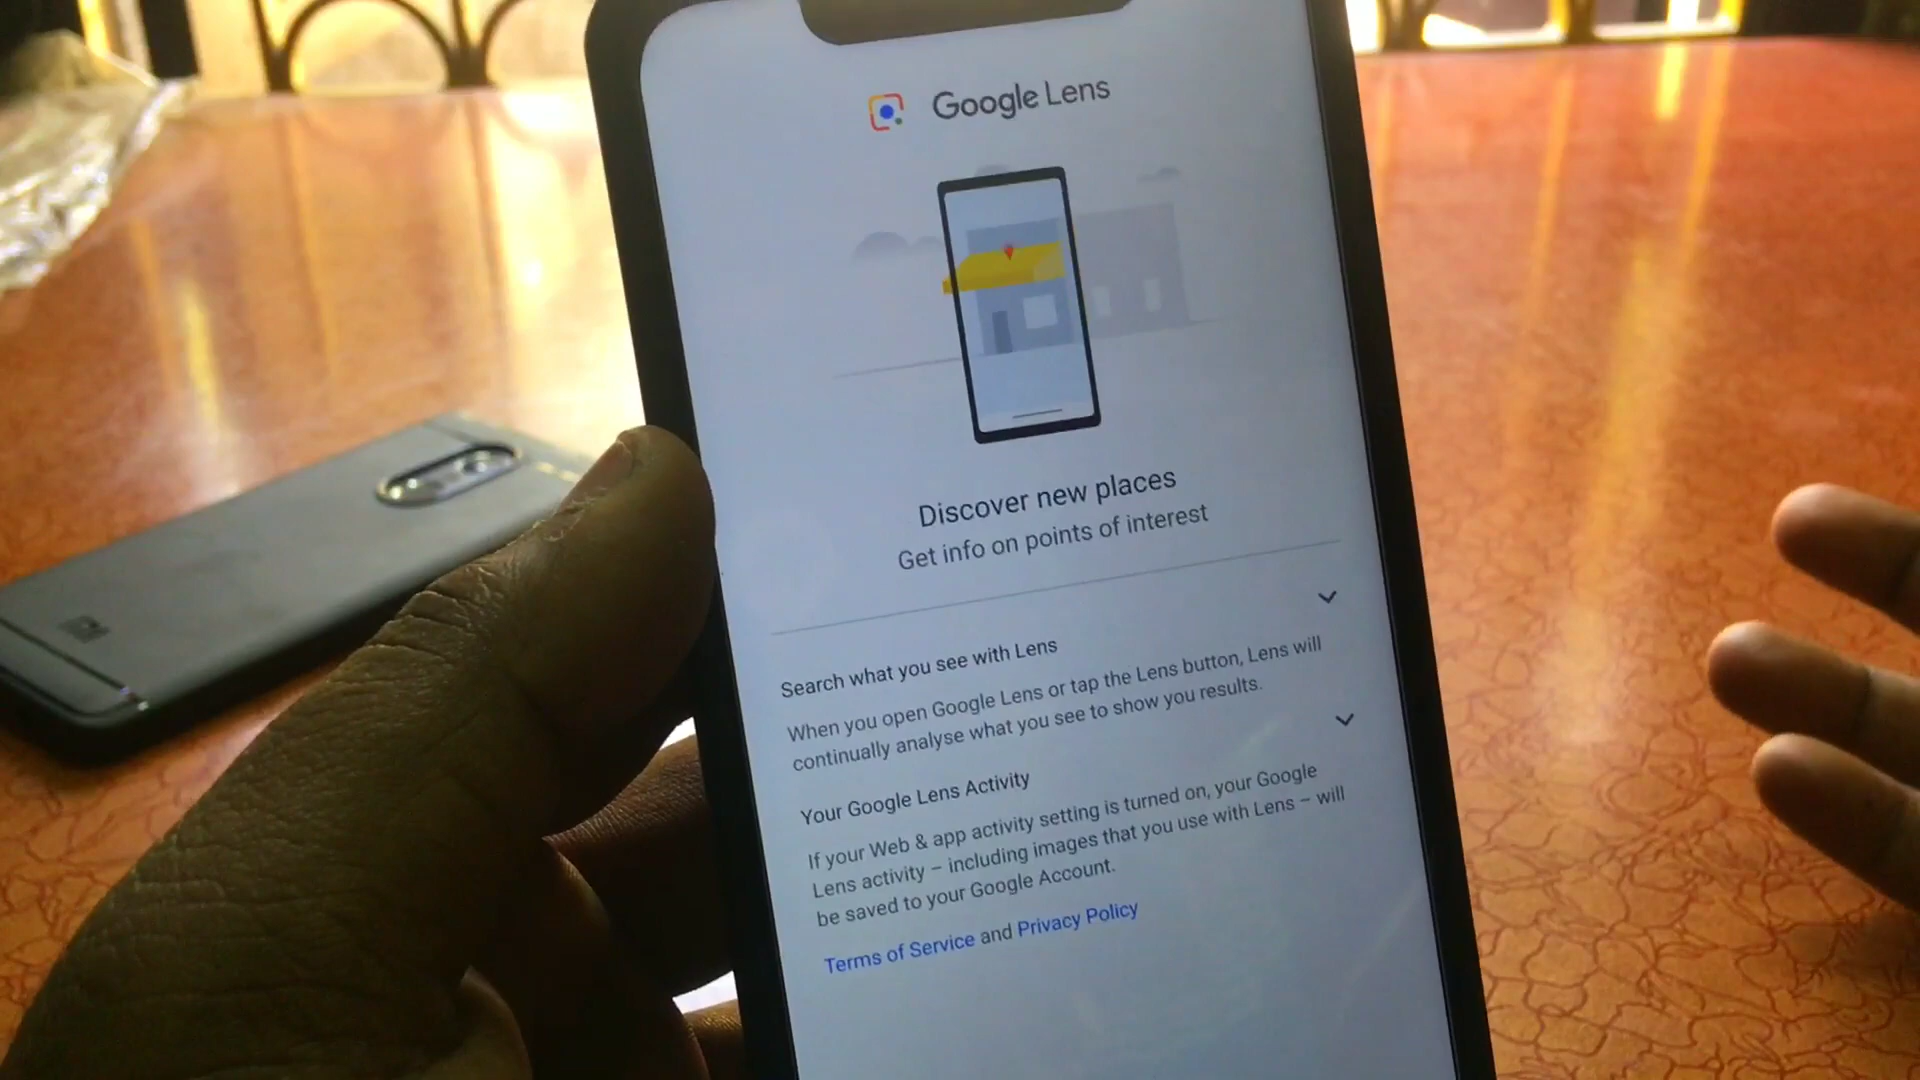 Google Lens
Discover new places
Get info on points of interest
Search what you see with Lens
When you open Google Lens or tap the Lens button, Lens will
continually analyse what you see to show you results.
Your Google Lens Activity
If your Web & app activity setting is turned on, your Google
Lens activity – including images that you use with Lens – will
be saved to your Google Account.
Terms of Service and Privacy Policy